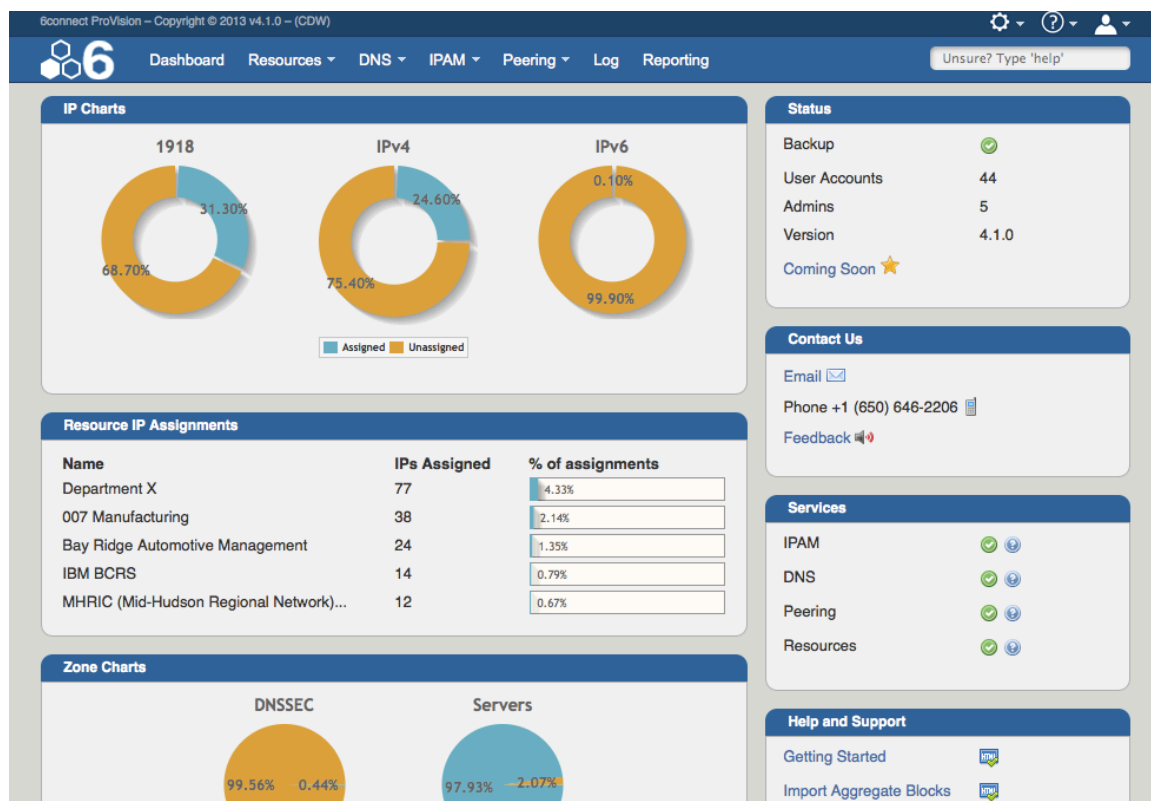 6connect ProVision – Copyright © 2013 v4.1.0 – (CDW)
6 Dashboard Resources DNS IPAM Peering Log Reporting Unsure? Type 'help'
IP Charts
1918 IPv4 IPv6
31.30% 68.70%
24.60% 75.40%
0.10% 99.90%
Assigned Unassigned
Resource IP Assignments
Name IPs Assigned % of assignments
Department X 77 4.33%
007 Manufacturing 38 2.14%
Bay Ridge Automotive Management 24 1.35%
IBM BCRS 14 0.79%
MHRIC (Mid-Hudson Regional Network)... 12 0.67%
Zone Charts
DNSSEC Servers
99.56% 0.44% 97.93% 2.07%
Status
Backup
User Accounts 44
Admins 5
Version 4.1.0
Coming Soon
Contact Us
Email
Phone +1 (650) 646-2206
Feedback
Services
IPAM
DNS
Peering
Resources
Help and Support
Getting Started HTML
Import Aggregate Blocks HTML